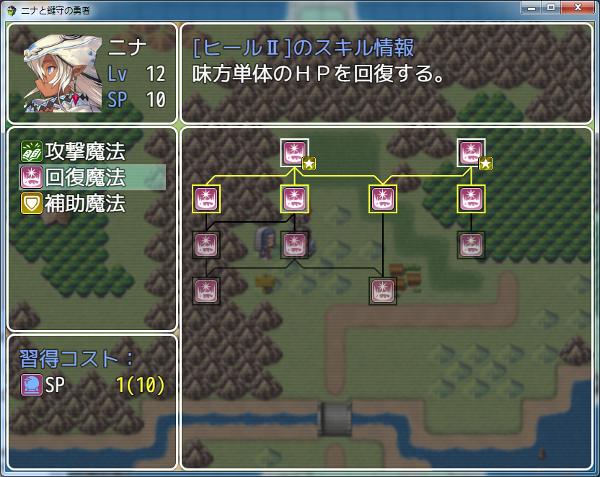 ニナと鍵守の勇者
ニナ
Lv 12
SP 10
[ヒールⅡ]のスキル情報
味方単体のＨＰを回復する。
攻撃魔法
回復魔法
補助魔法
習得コスト：
SP 1(10)